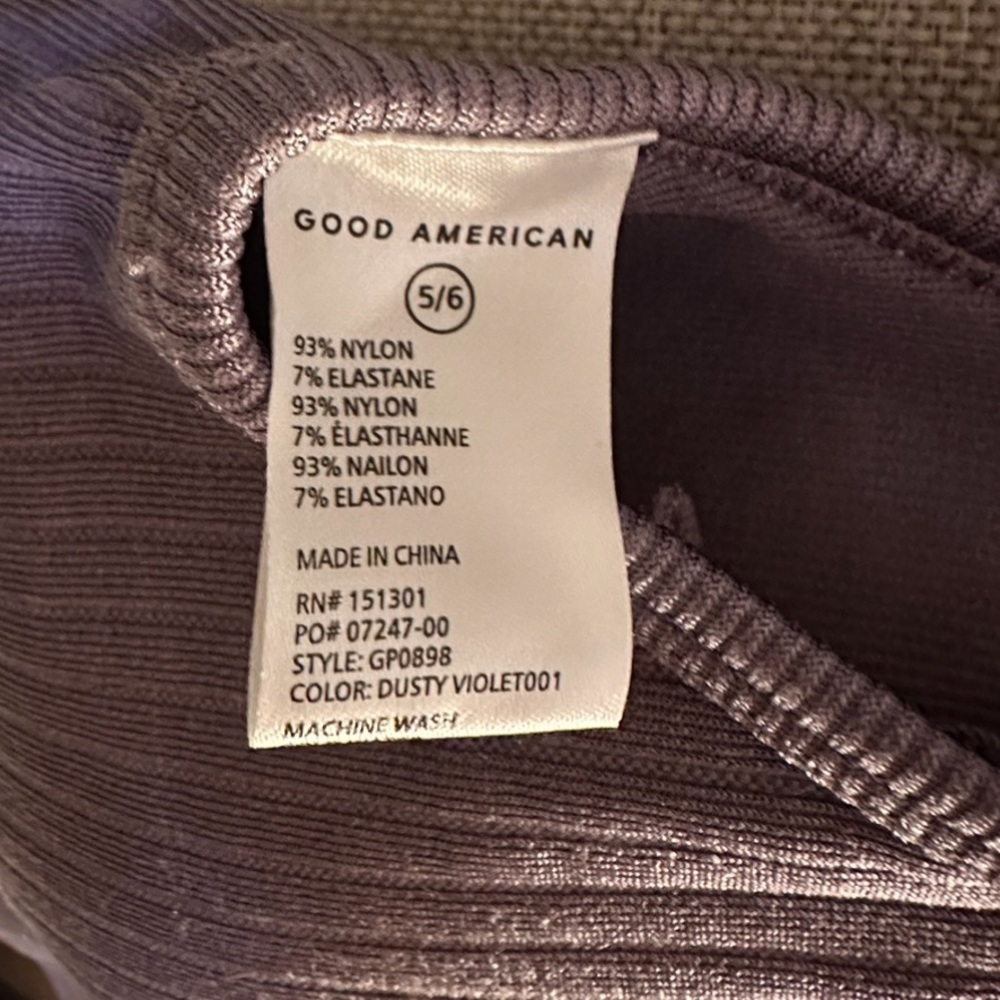 GOOD AMERICAN
5/6
93% NYLON
7% ELASTANE
93% NYLON
7% ÉLASTHANNE
93% NAILON
7% ELASTANO
MADE IN CHINA
RN# 151301
PO# 07247-00
STYLE: GP0898
COLOR: DUSTY VIOLET001
MACHINE WASH